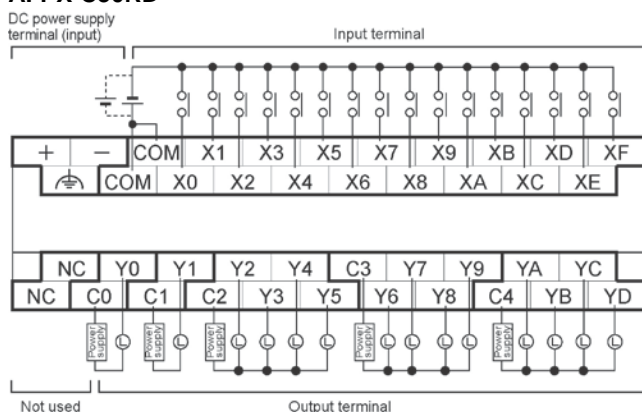 DC power supply
terminal (input)
Input terminal
+ − COM X1 X3 X5 X7 X9 XB XD XF
COM X0 X2 X4 X6 X8 XA XC XE
NC Y0 Y1 Y2 Y4 C3 Y7 Y9 YA YC
NC C0 C1 C2 Y3 Y5 Y6 Y8 C4 YB YD
Power supply L Power supply L Power supply L L L L Power supply L L L L Power supply L L L L
Not used
Output terminal